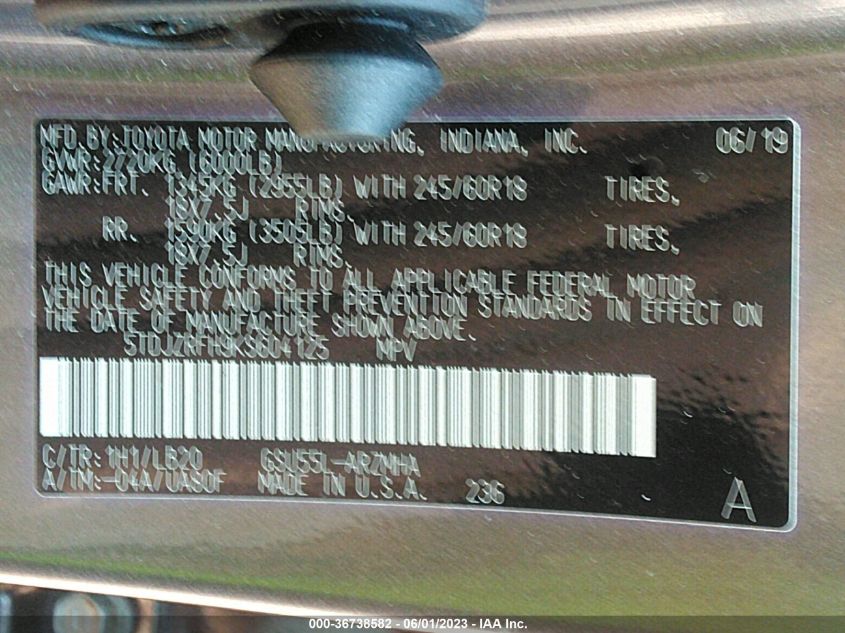 MFD.BY:TOYOTA MOTOR MANUFACTURING, INDIANA, INC. 06/19
GVWR:2720KG (6000LB)
GAWR:FRT. 1345KG (2955LB) WITH 245/60R18 TIRES,
18X7.5J RIMS.
RR. 1590KG (3505LB) WITH 245/60R18 TIRES,
18X7.5J RIMS.
THIS VEHICLE CONFORMS TO ALL APPLICABLE FEDERAL MOTOR
VEHICLE SAFETY AND THEFT PREVENTION STANDARDS IN EFFECT ON
THE DATE OF MANUFACTURE SHOWN ABOVE.
5TDJZRFH9KS604125 MPV
C/TR:1H1/LB20 GSU55L-ARZMHA
A/TM:-04A/UA80F MADE IN U.S.A. 236
A
000-36738582 - 06/01/2023 - IAA Inc.